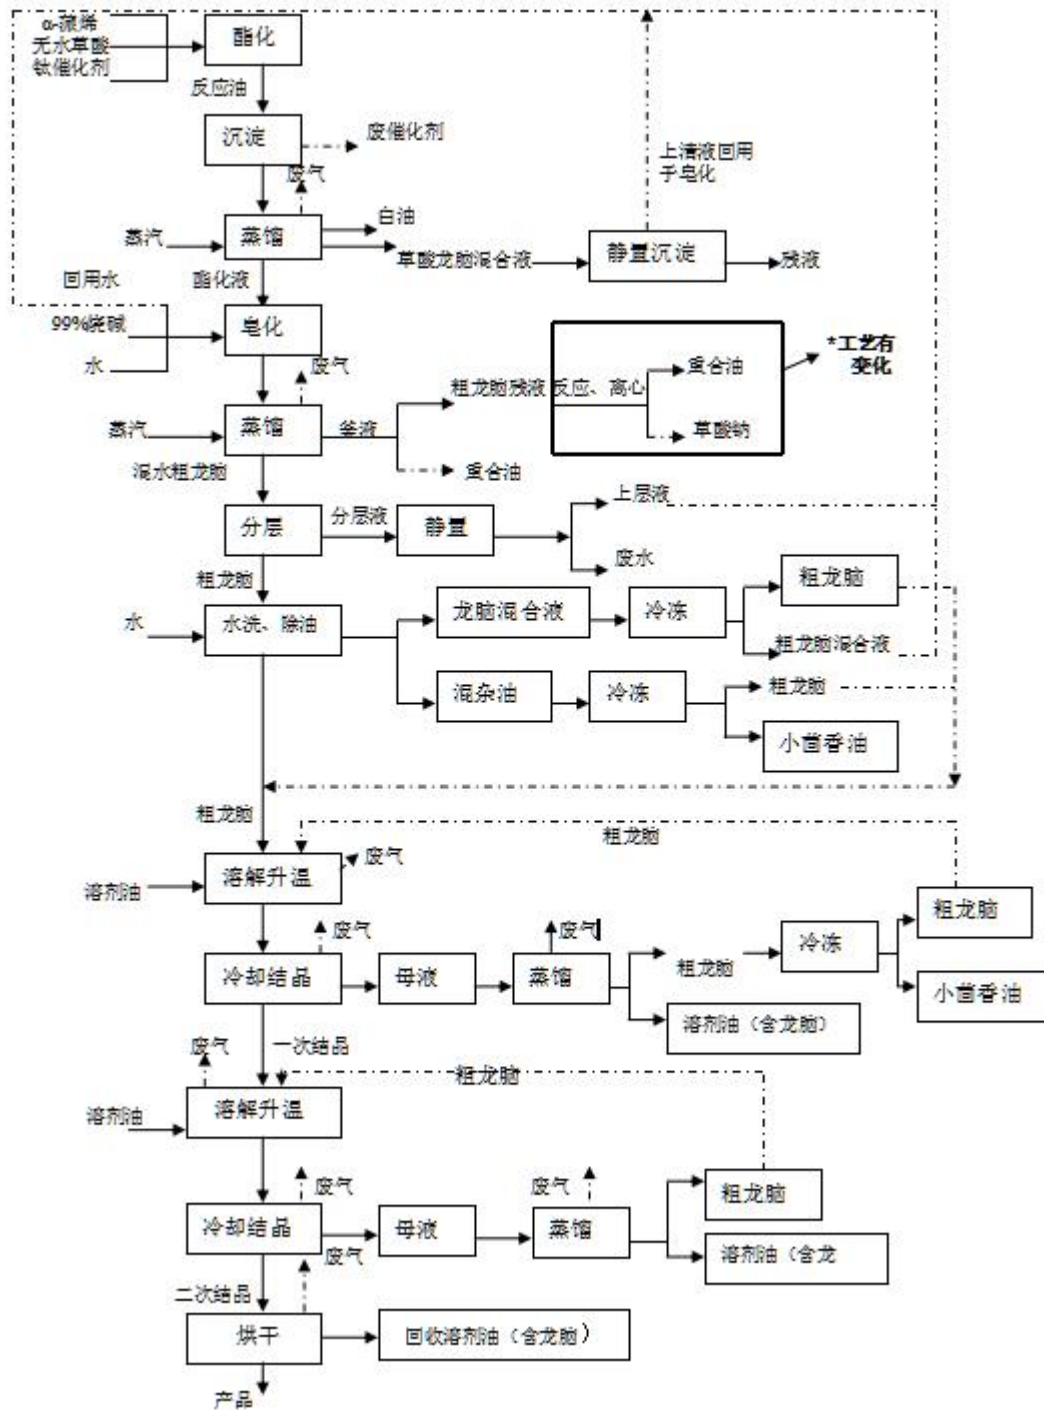 α-蒎烯
无水草酸
钛催化剂
酯化
反应油
沉淀
废催化剂
废气
上清液回用
于皂化
蒸汽
蒸馏
白油
草酸龙脑混合液
静置沉淀
残液
回用水
酯化液
99%烧碱
水
皂化
废气
*工艺有
变化
重合油
粗龙脑残液
反应、离心
草酸钠
蒸汽
蒸馏
釜液
重合油
混水粗龙脑
分层
分层液
静置
上层液
废水
粗龙脑
水
水洗、除油
龙脑混合液
冷冻
粗龙脑
粗龙脑混合液
混杂油
冷冻
粗龙脑
小茴香油
粗龙脑
粗龙脑
溶剂油
溶解升温
废气
粗龙脑
冷却结晶
废气
母液
蒸馏
废气
粗龙脑
冷冻
小茴香油
溶剂油（含龙脑）
废气
一次结晶
粗龙脑
溶剂油
溶解升温
冷却结晶
废气
母液
废气
蒸馏
粗龙脑
溶剂油（含龙
废气
二次结晶
烘干
回收溶剂油（含龙脑）
产品